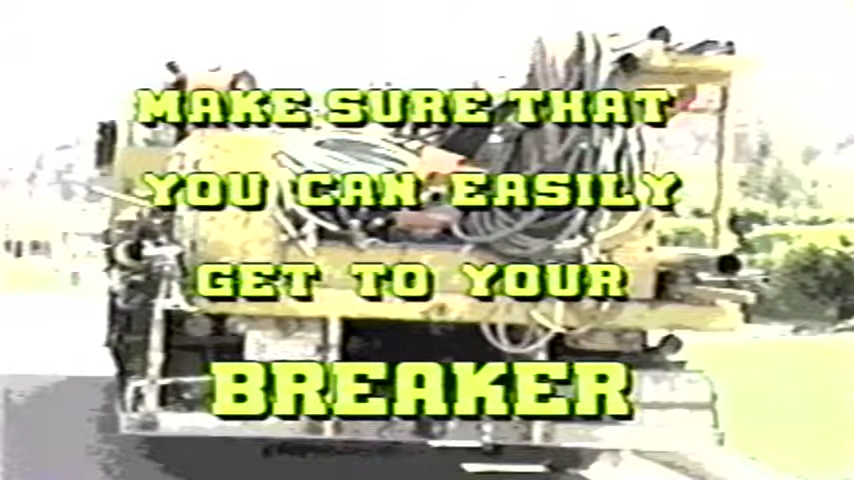 MAKE SURE THAT
YOU CAN EASILY
GET TO YOUR
BREAKER